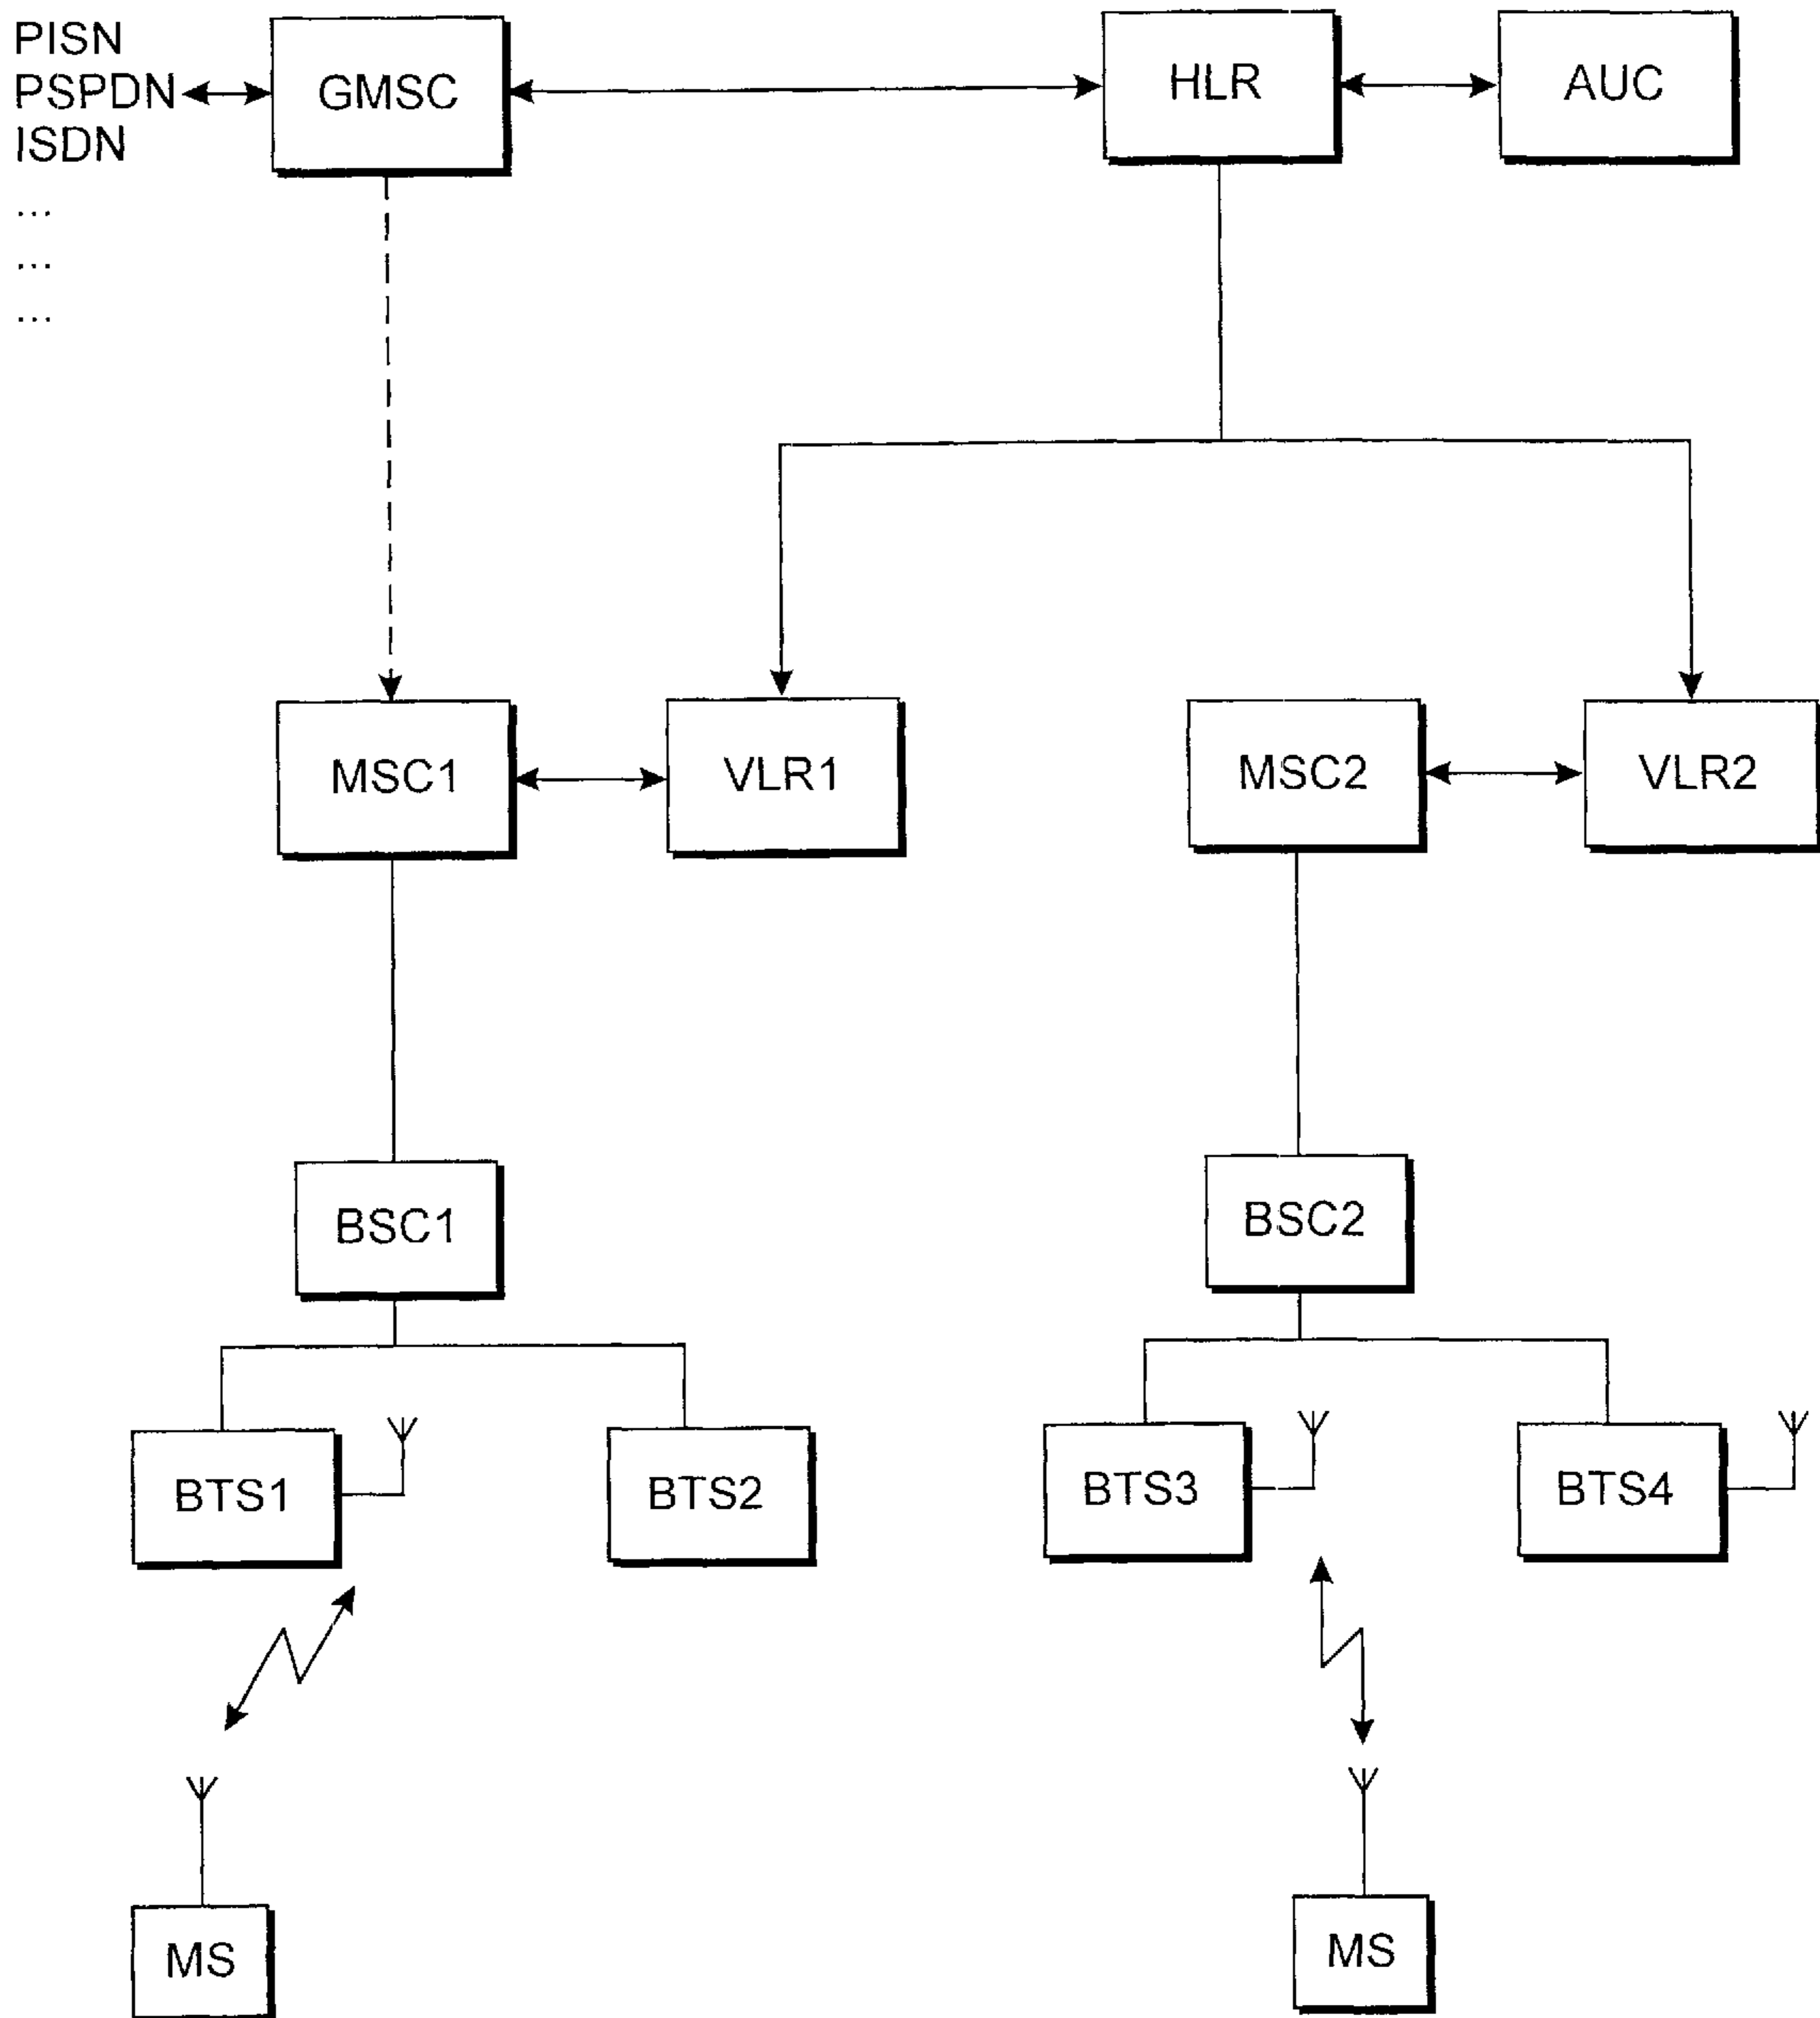 PISN
PSPDN
ISDN
...
...
...
GMSC
HLR
AUC
MSC1
VLR1
MSC2
VLR2
BSC1
BSC2
BTS1
BTS2
BTS3
BTS4
MS
MS